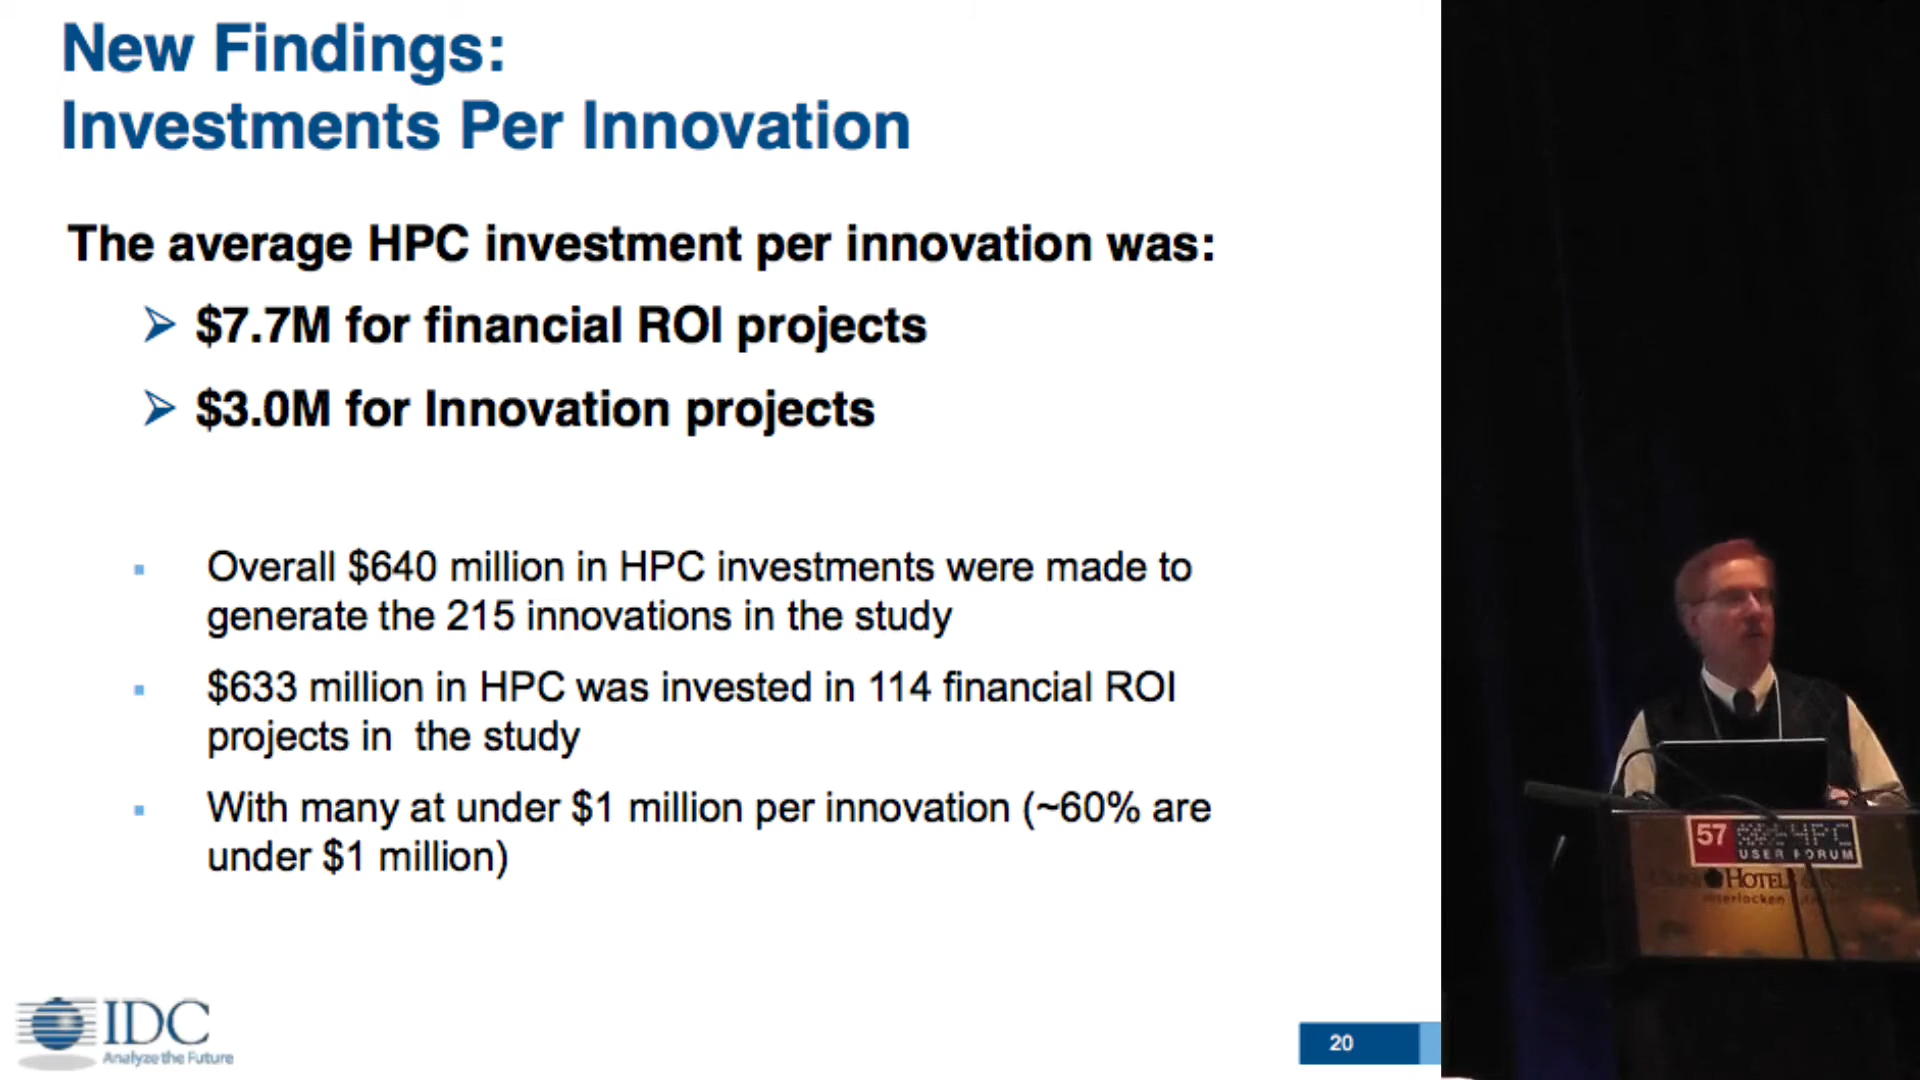 New Findings:
Investments Per Innovation
The average HPC investment per innovation was:
$7.7M for financial ROI projects
$3.0M for Innovation projects
Overall $640 million in HPC investments were made to
generate the 215 innovations in the study
$633 million in HPC was invested in 114 financial ROI
projects in the study
With many at under $1 million per innovation (~60% are
under $1 million)
IDC
Analyze the Future
20
57 HPC
USER FORUM
HOTELS &